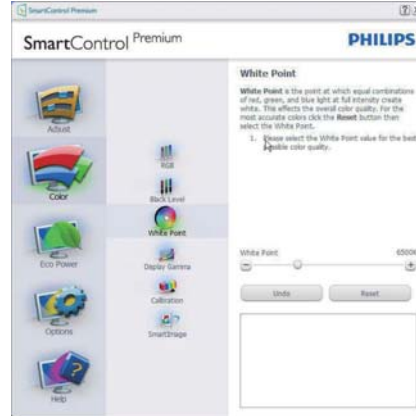 SmartControl Premium
SmartControl Premium
PHILIPS
Adjust
Color
Eco Power
Options
Help
RGB
Black Level
White Point
Display Gamma
Calibration
SmartImage
White Point
White Point is the point at which equal combinations
of red, green, and blue light at full intensity create
white. The effects the overall color quality. For the
most accurate colors click the Reset button then
select the White Point.
1. Please select the White Point value for the best
possible color quality.
White Point 6500K
Undo Reset